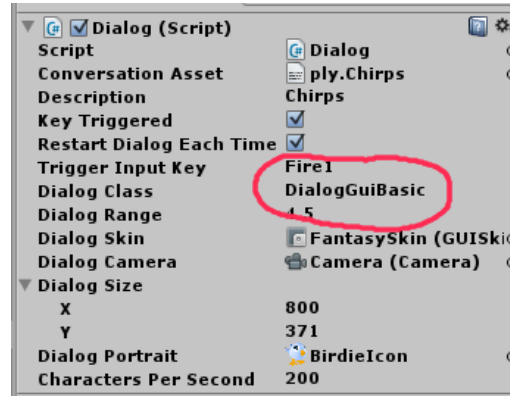 Dialog (Script)
Script Dialog
Conversation Asset ply.Chirps
Description Chirps
Key Triggered
Restart Dialog Each Time
Trigger Input Key Fire1
Dialog Class DialogGuiBasic
Dialog Range 4.5
Dialog Skin FantasySkin (GUISki
Dialog Camera Camera (Camera)
Dialog Size
X 800
Y 371
Dialog Portrait BirdieIcon
Characters Per Second 200